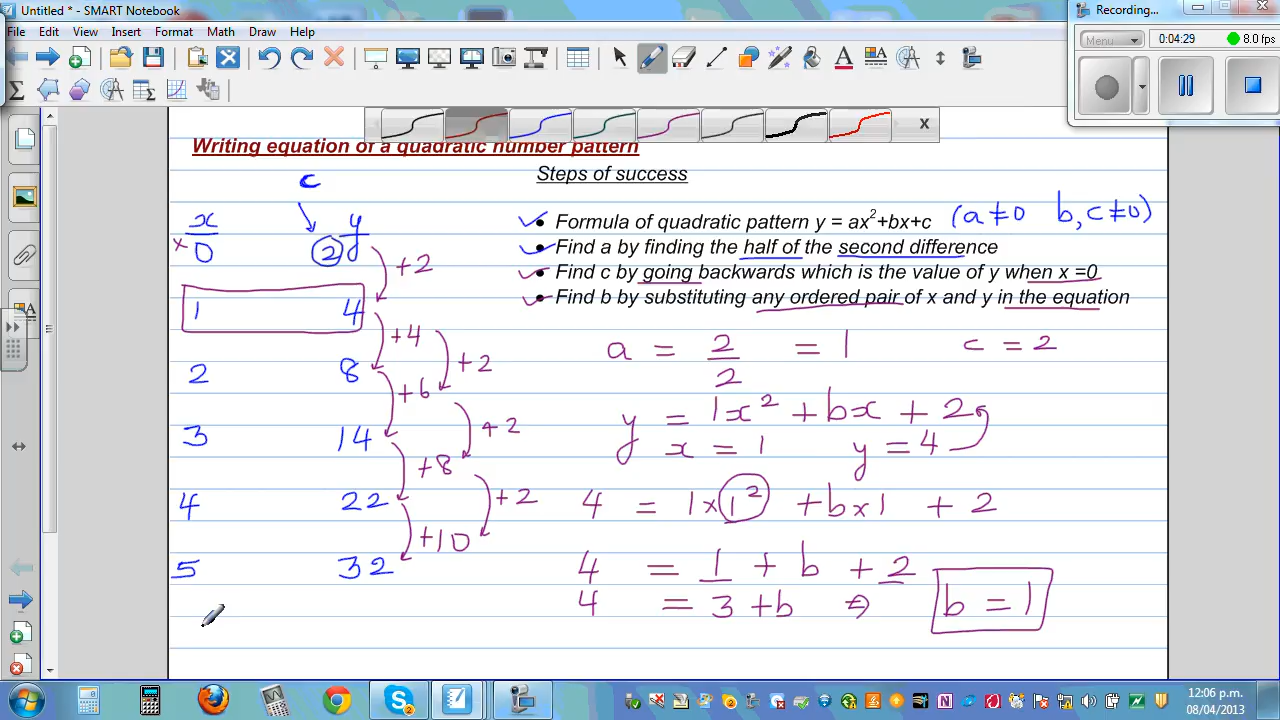 Untitled * - SMART Notebook
Recording...
File Edit View Insert Format Math Draw Help
Menu
0:04:29
8.0 fps
X
Writing equation of a quadratic number pattern
c
Steps of success
x y
Formula of quadratic pattern y = ax²+bx+c (a ≠ 0 b, c ≠ 0)
Find a by finding the half of the second difference
Find c by going backwards which is the value of y when x =0
Find b by substituting any ordered pair of x and y in the equation
× 0 2
+2
1 4
+4
+2
2 8
+6
+2
3 14
+8
+2
4 22
+10
5 32
a = 2/2 = 1 c = 2
y = 1x² + bx + 2
x = 1 y = 4
4 = 1 × 1² + b×1 + 2
4 = 1 + b + 2
4 = 3 + b ⇒ b = 1
12:06 p.m.
08/04/2013